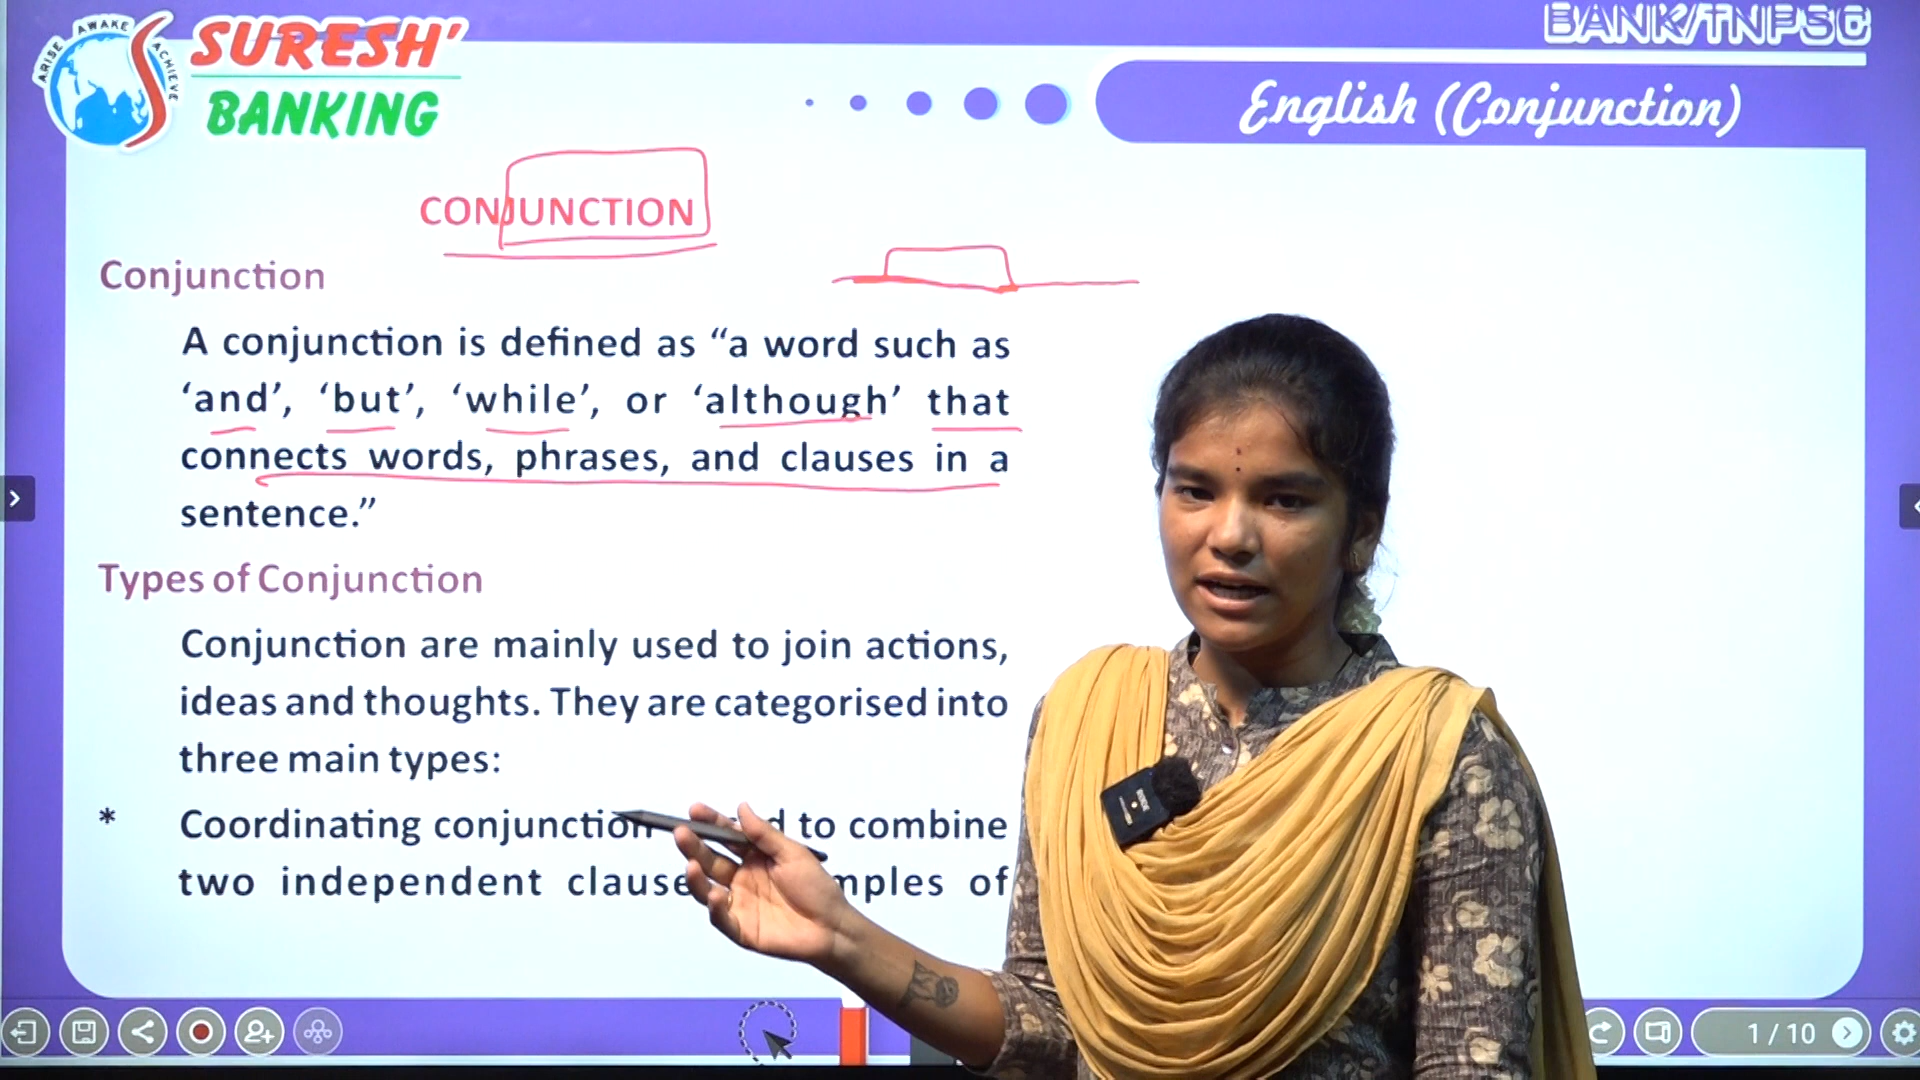 BANK/TNPSC
ARISE AWAKE ACHIEVE
SURESH'
BANKING
English (Conjunction)
CONJUNCTION
Conjunction
A conjunction is defined as “a word such as
‘and’, ‘but’, ‘while’, or ‘although’ that
connects words, phrases, and clauses in a
sentence.”
Types of Conjunction
Conjunction are mainly used to join actions,
ideas and thoughts. They are categorised into
three main types:
* Coordinating conjunction to combine
two independent of
1 / 10